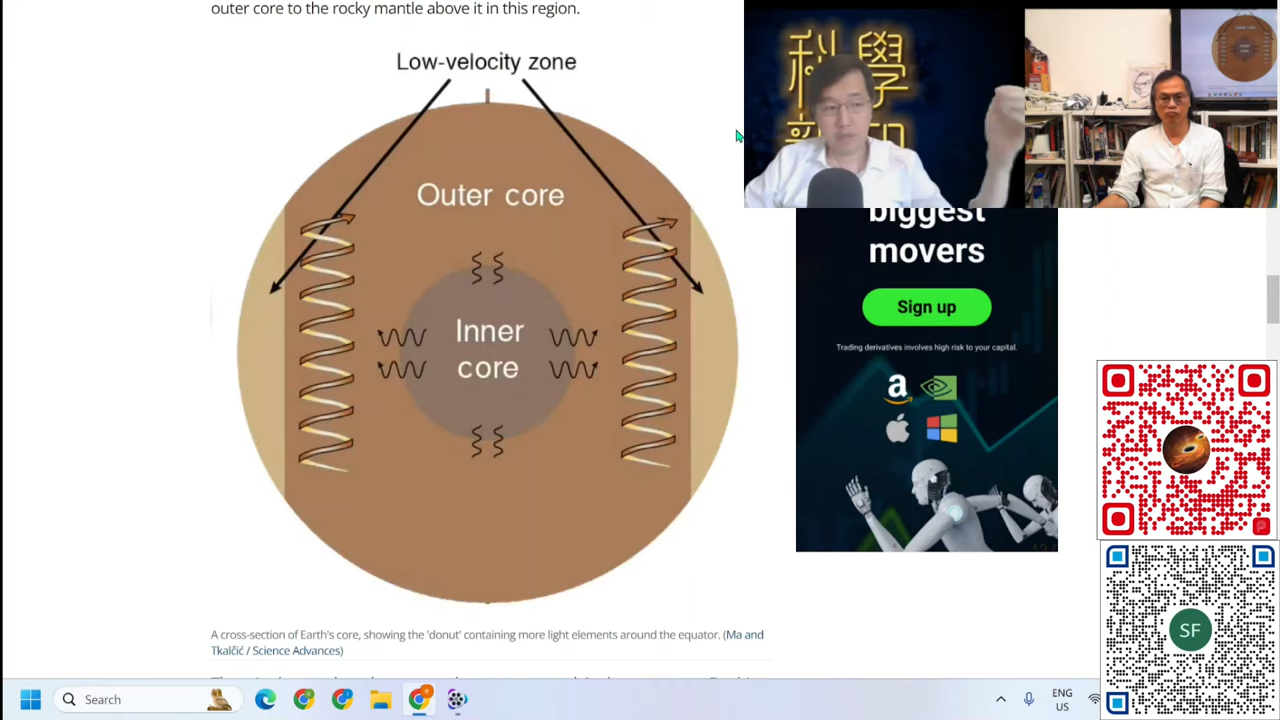 outer core to the rocky mantle above it in this region.
Low-velocity zone
Outer core
Inner
core
A cross-section of Earth's core, showing the 'donut' containing more light elements around the equator. (Ma and
Tkalčić / Science Advances)
科學
biggest
movers
Sign up
Trading derivatives involves high risk to your capital.
a
SF
Search
ENG
US